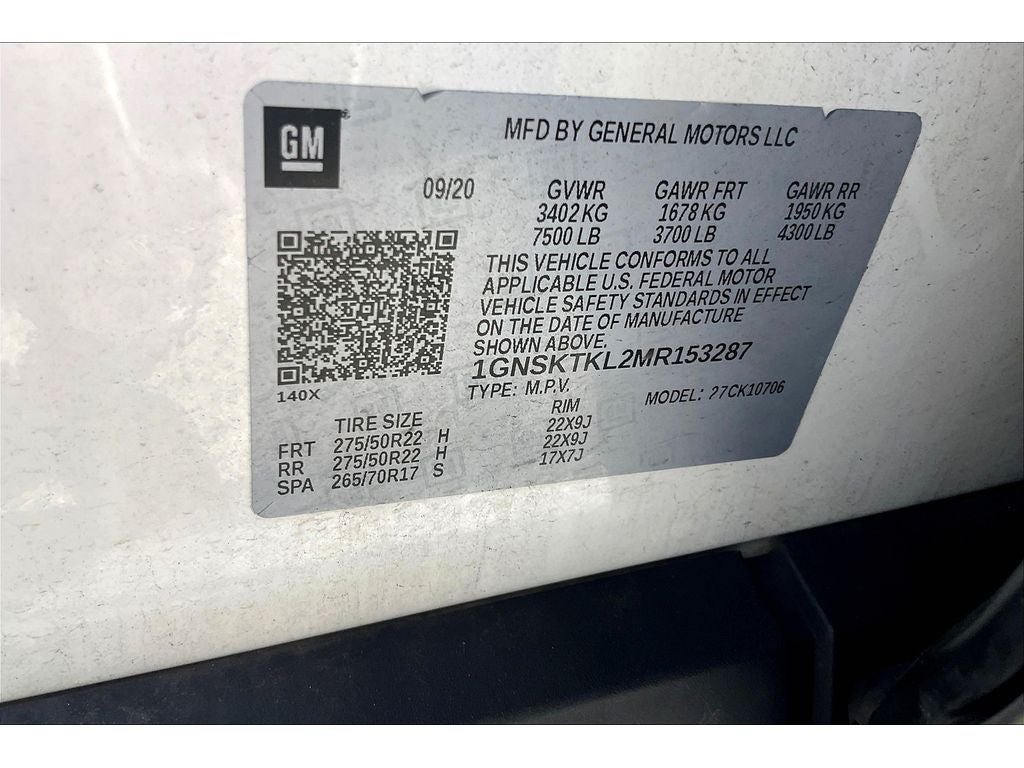 GM
MFD BY GENERAL MOTORS LLC
09/20 GVWR GAWR FRT GAWR RR
3402 KG 1678 KG 1950 KG
7500 LB 3700 LB 4300 LB
THIS VEHICLE CONFORMS TO ALL
APPLICABLE U.S. FEDERAL MOTOR
VEHICLE SAFETY STANDARDS IN EFFECT
ON THE DATE OF MANUFACTURE
SHOWN ABOVE.
1GNSKTKL2MR153287
TYPE: M.P.V. MODEL: 27CK10706
140X
TIRE SIZE RIM
FRT 275/50R22 H 22X9J
RR 275/50R22 H 22X9J
SPA 265/70R17 S 17X7J